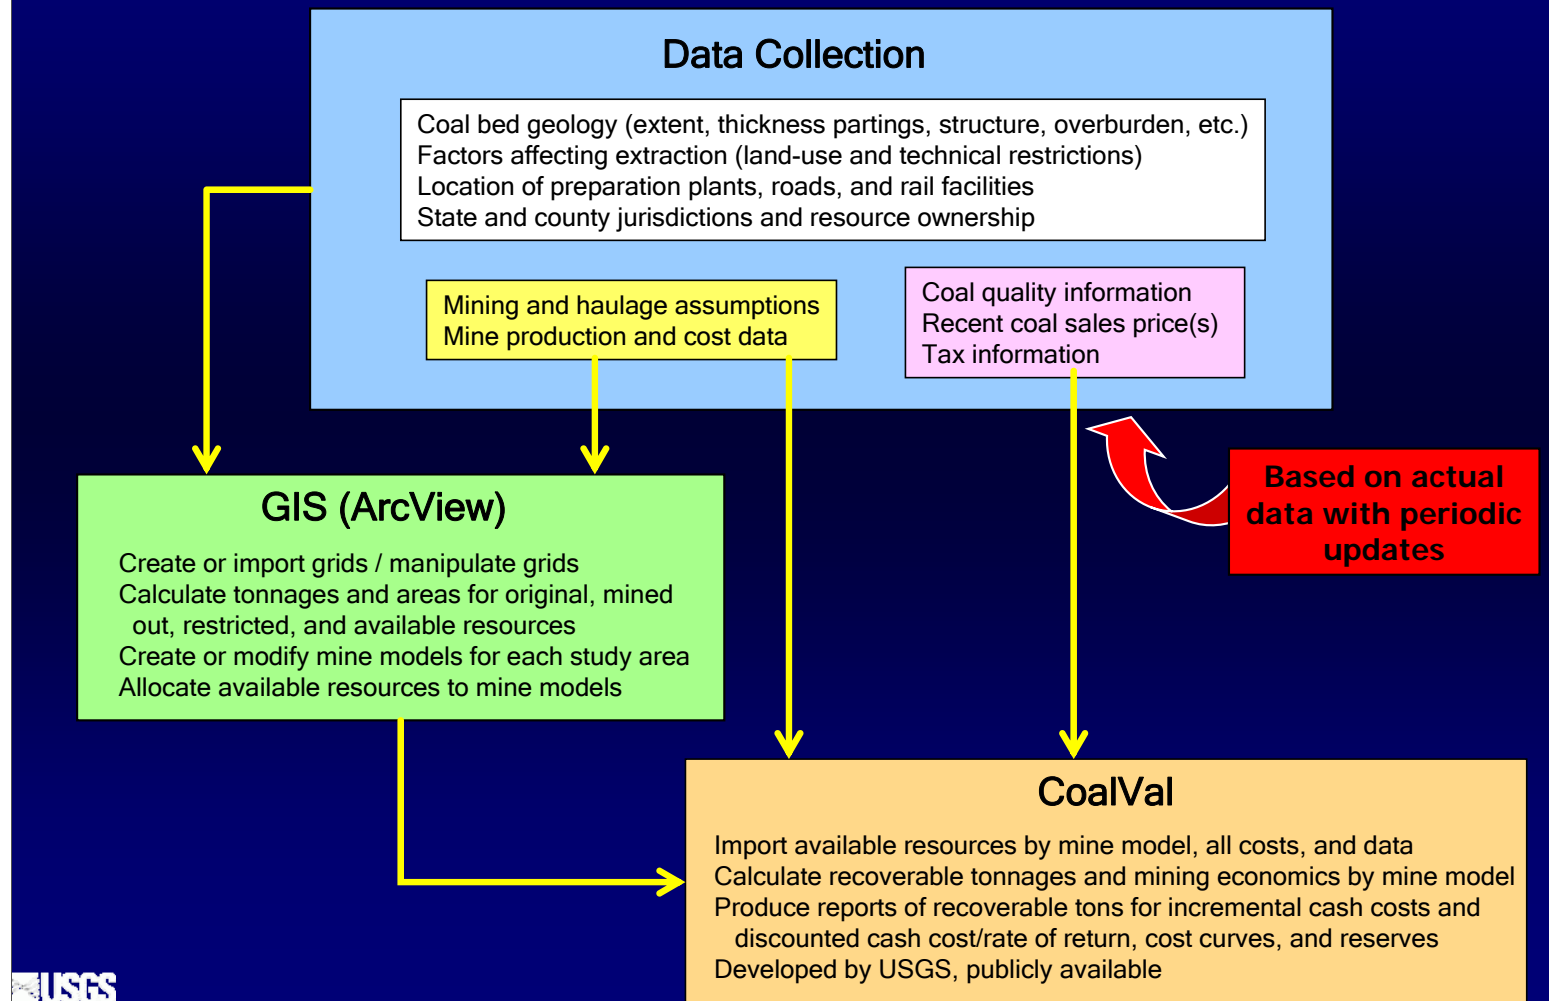 Data Collection
Coal bed geology (extent, thickness partings, structure, overburden, etc.)
Factors affecting extraction (land-use and technical restrictions)
Location of preparation plants, roads, and rail facilities
State and county jurisdictions and resource ownership
Mining and haulage assumptions
Mine production and cost data
Coal quality information
Recent coal sales price(s)
Tax information
Based on actual
data with periodic
updates
GIS (ArcView)
Create or import grids / manipulate grids
Calculate tonnages and areas for original, mined
out, restricted, and available resources
Create or modify mine models for each study area
Allocate available resources to mine models
CoalVal
Import available resources by mine model, all costs, and data
Calculate recoverable tonnages and mining economics by mine model
Produce reports of recoverable tons for incremental cash costs and
discounted cash cost/rate of return, cost curves, and reserves
Developed by USGS, publicly available
USGS